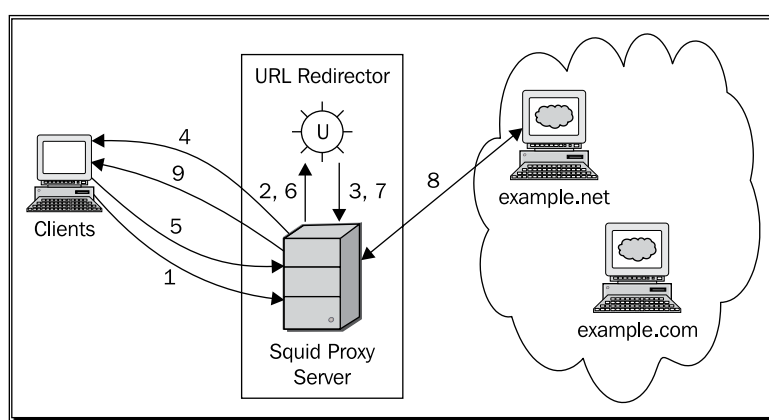 URL Redirector
U
4
9
2, 6
3, 7
8
example.net
Clients
5
1
example.com
Squid Proxy
Server